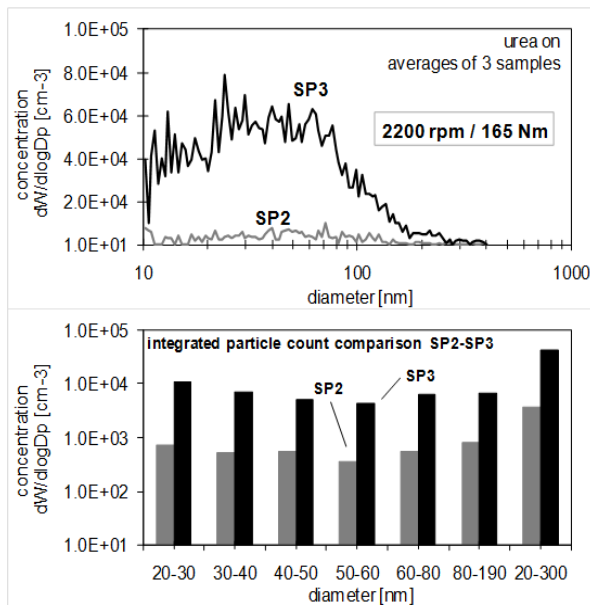 urea on
averages of 3 samples
2200 rpm / 165 Nm
SP3
SP2
concentration
dW/dlogDp [cm-3]
1.0E+05
8.0E+04
6.0E+04
4.0E+04
2.0E+04
1.0E+01
10 100 1000
diameter [nm]
integrated particle count comparison SP2-SP3
SP2
SP3
concentration
dW/dlogDp [cm-3]
1.0E+05
1.0E+04
1.0E+03
1.0E+02
1.0E+01
20-30 30-40 40-50 50-60 60-80 80-190 20-300
diameter [nm]